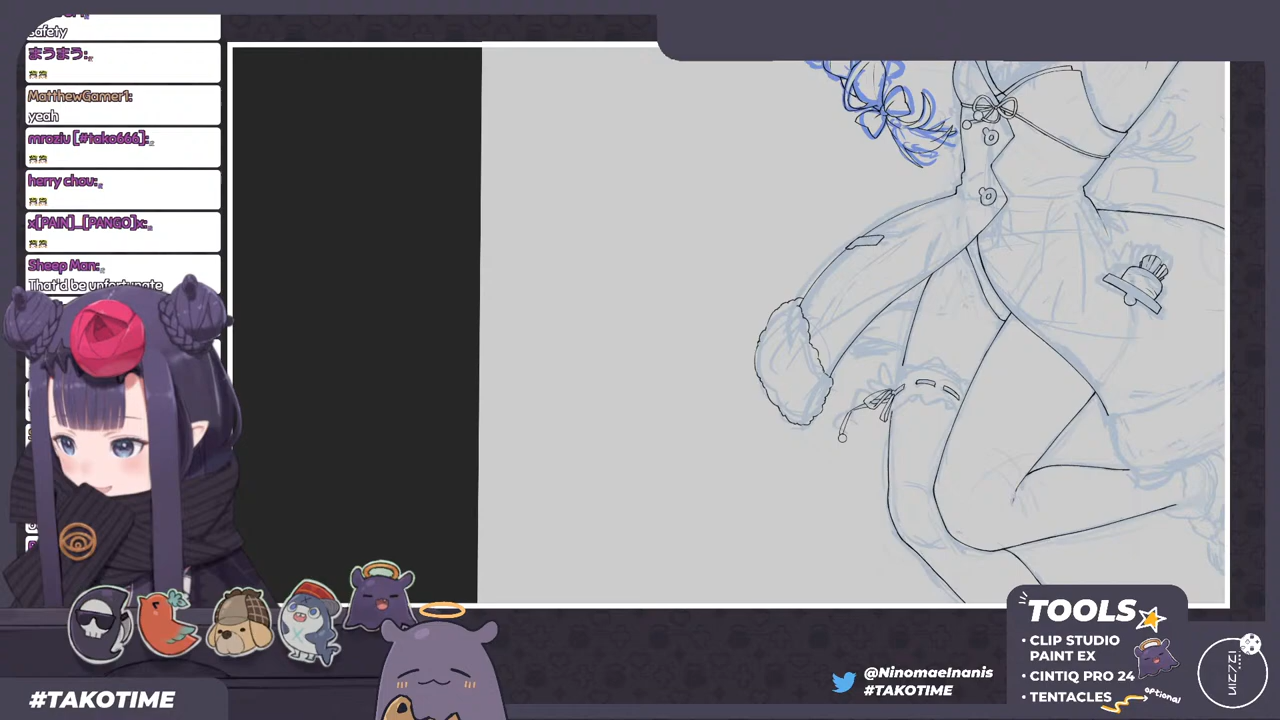 safety
まうまう:
MatthewGamer1:
yeah
mraziu [#tako666]:
herry chou:
x[PAIN]_[PANGO]x:
Sheep Man:
That'd be unfortunate
#TAKOTIME
@NinomaeInanis
#TAKOTIME
TOOLS
• CLIP STUDIO
PAINT EX
• CINTIQ PRO 24
• TENTACLES
optional